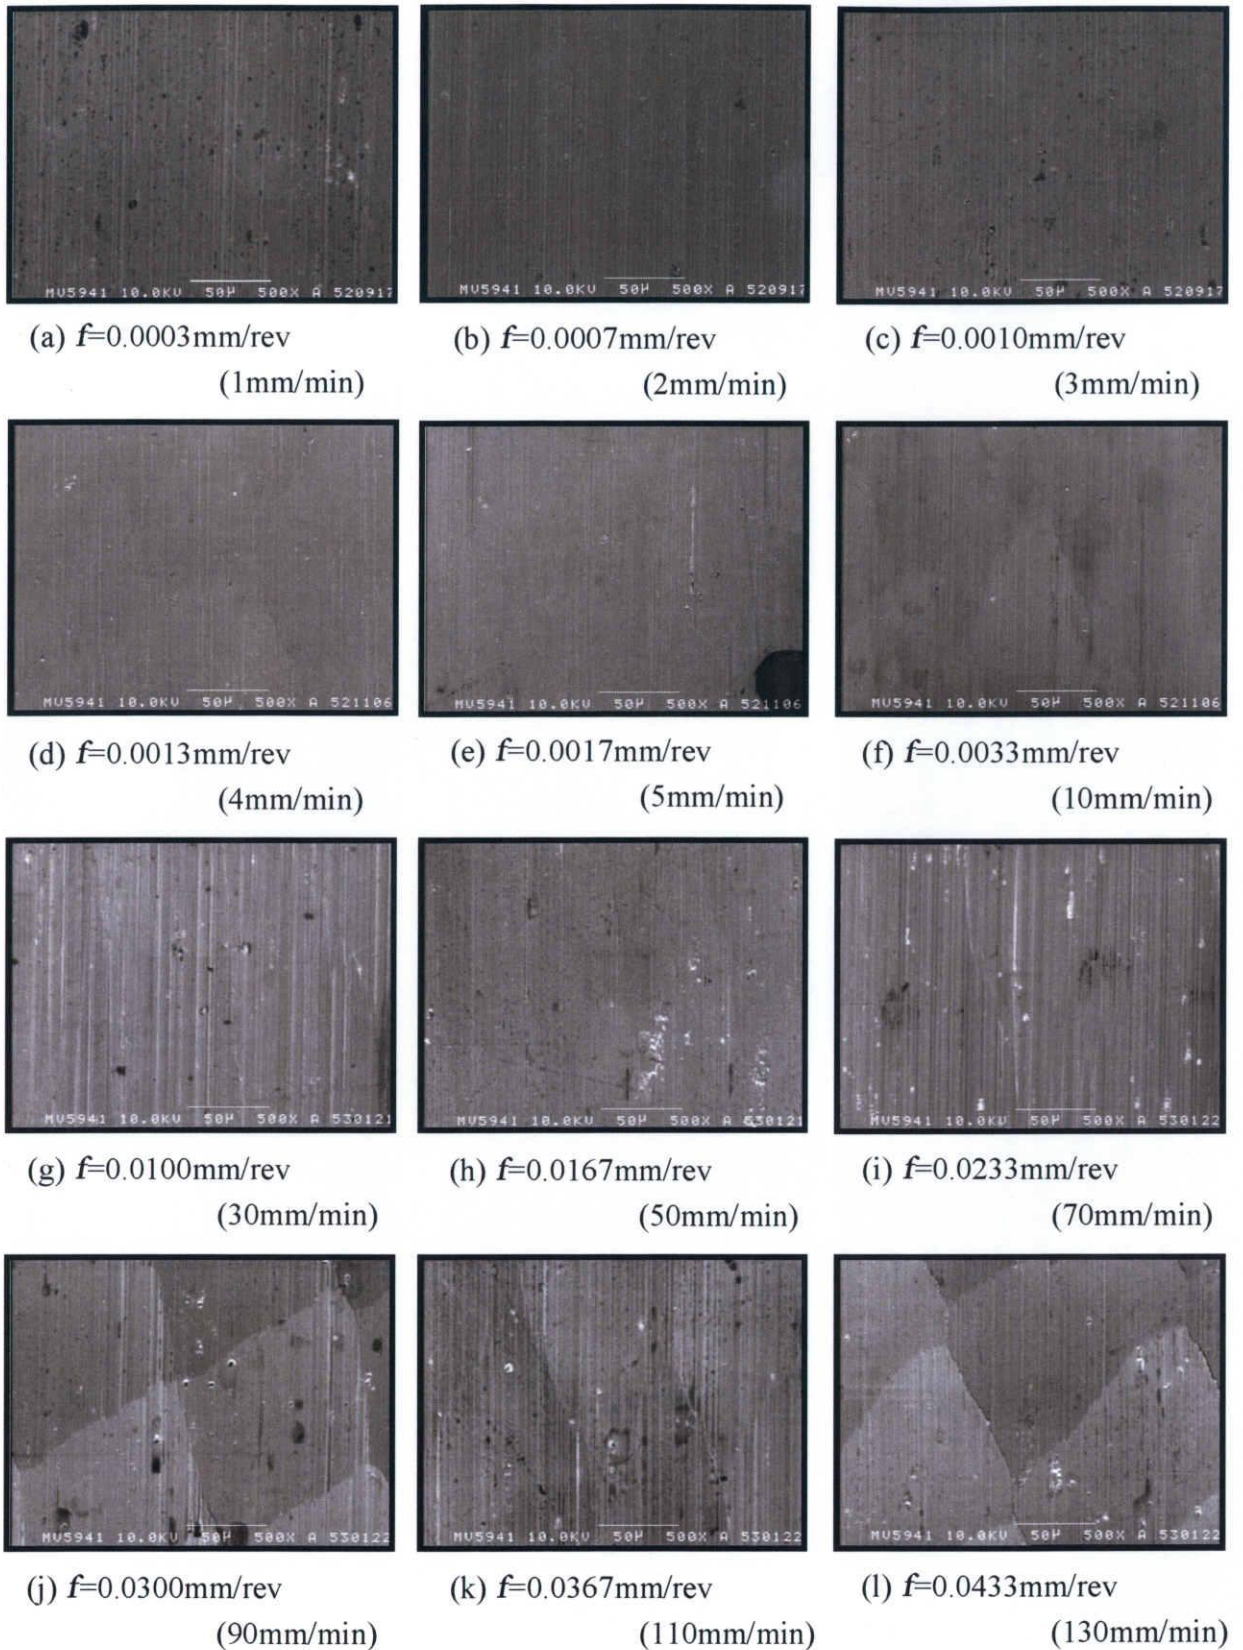 MV5941 10.0KV 50µ 500X A 520917
MV5941 10.0KV 50µ 500X A 520917
MV5941 10.0KV 50µ 500X A 520917
(a) f=0.0003mm/rev
(1mm/min)
(b) f=0.0007mm/rev
(2mm/min)
(c) f=0.0010mm/rev
(3mm/min)
MV5941 10.0KV 50µ 500X A 521106
MV5941 10.0KV 50µ 500X A 521106
MV5941 10.0KV 50µ 500X A 521106
(d) f=0.0013mm/rev
(4mm/min)
(e) f=0.0017mm/rev
(5mm/min)
(f) f=0.0033mm/rev
(10mm/min)
MV5941 10.0KV 50µ 500X A 530121
MV5941 10.0KV 50µ 500X A 530121
MV5941 10.0KV 50µ 500X A 530122
(g) f=0.0100mm/rev
(30mm/min)
(h) f=0.0167mm/rev
(50mm/min)
(i) f=0.0233mm/rev
(70mm/min)
MV5941 10.0KV 50µ 500X A 530122
MV5941 10.0KV 50µ 500X A 530122
MV5941 10.0KV 50µ 500X A 530122
(j) f=0.0300mm/rev
(90mm/min)
(k) f=0.0367mm/rev
(110mm/min)
(l) f=0.0433mm/rev
(130mm/min)